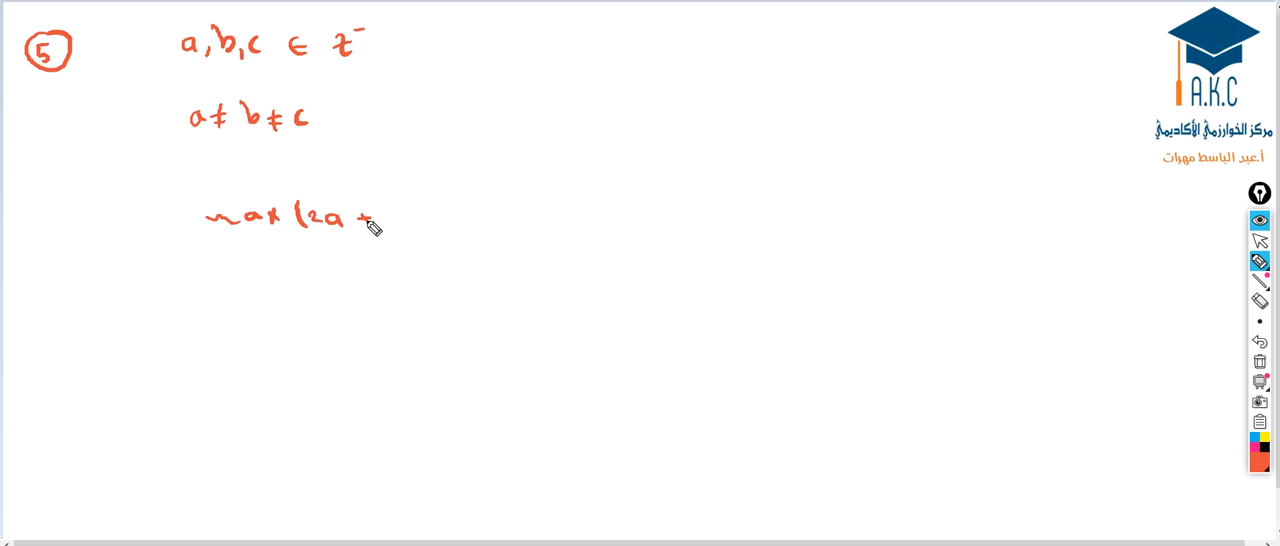 5 a,b,c ∈ Z⁻
a ≠ b ≠ c
max (2a +
A.K.C
مركز الخوارزمي الأكاديمي
أ.عبد الباسط مهرات